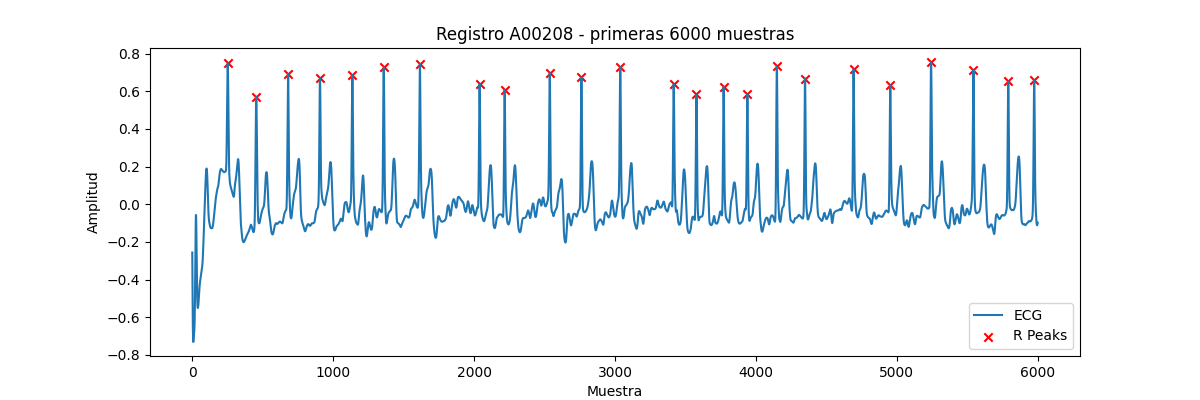 Registro A00208 - primeras 6000 muestras
Amplitud
0.8
0.6
0.4
0.2
0.0
−0.2
−0.4
−0.6
−0.8
ECG
R Peaks
0 1000 2000 3000 4000 5000 6000
Muestra